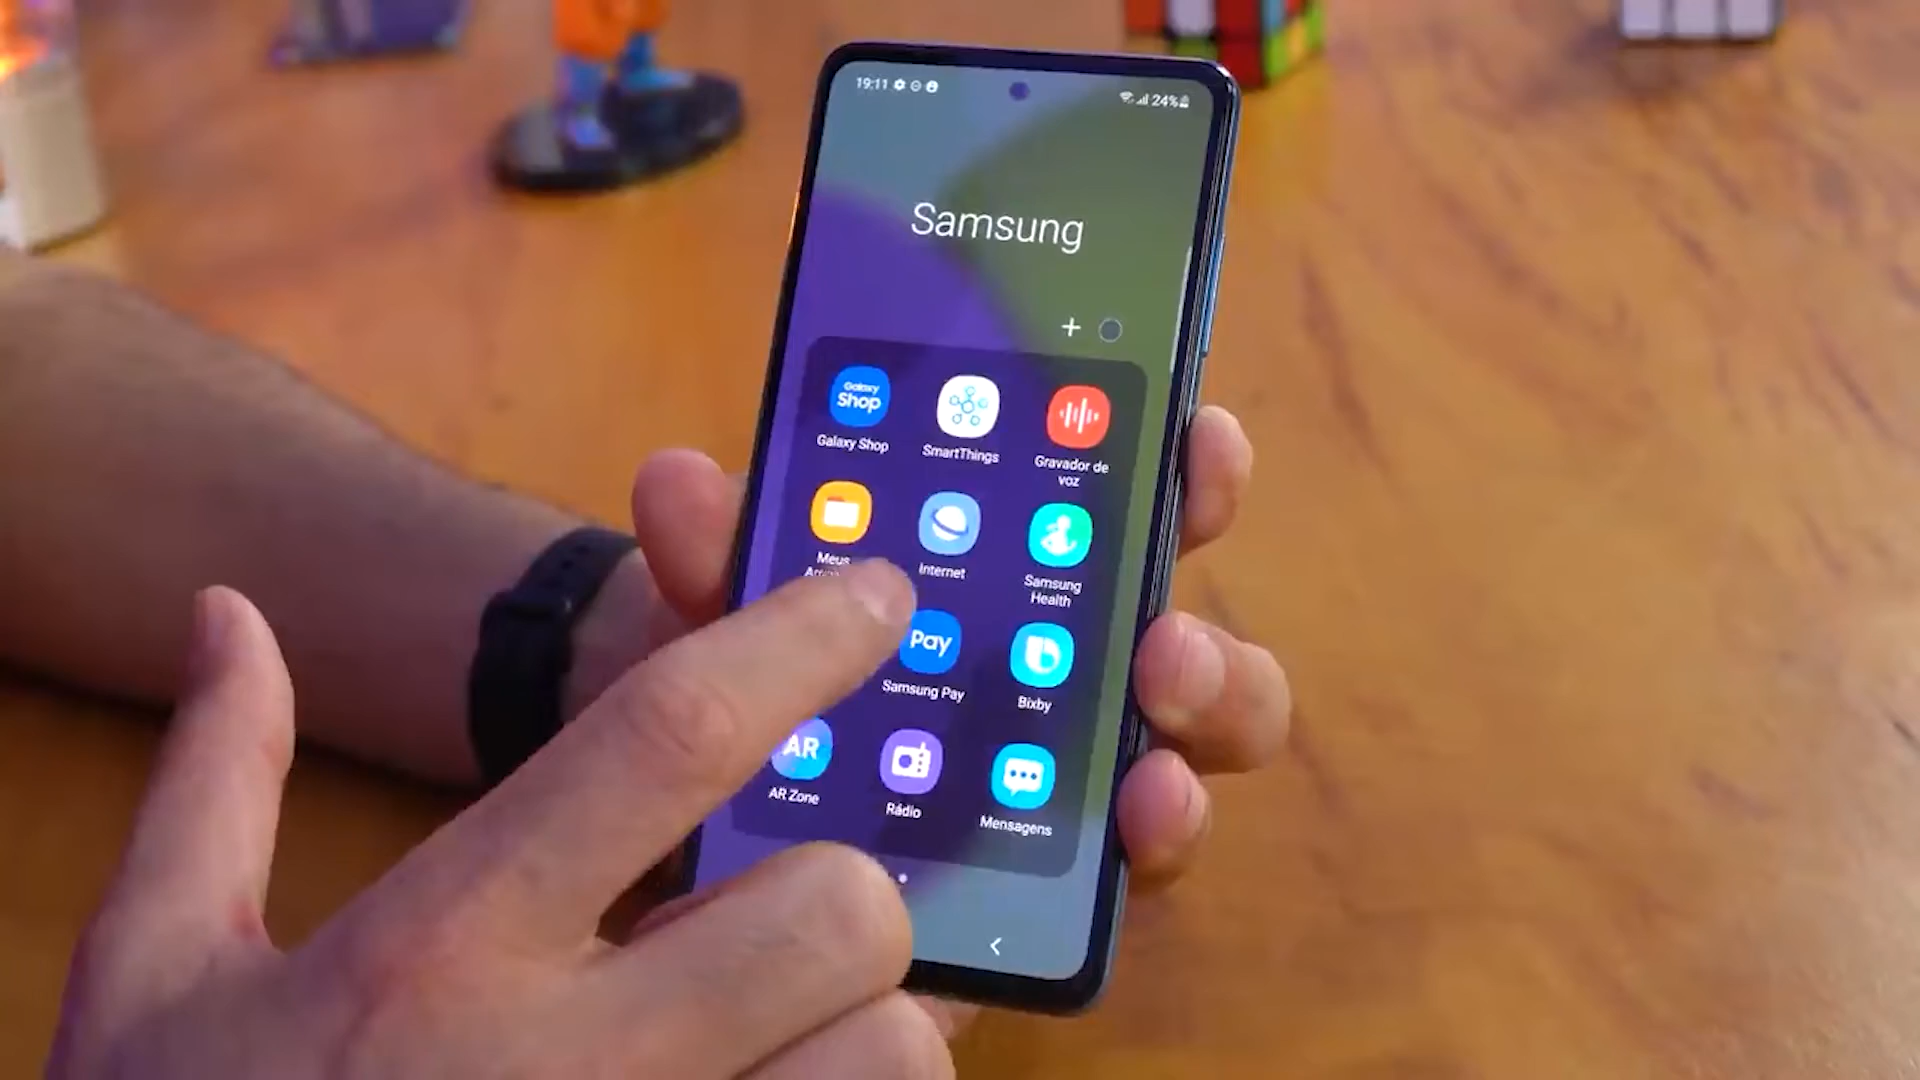 19:11
24%
Samsung
+
Galaxy
Shop
Galaxy Shop
SmartThings
Gravador de
voz
Meus
Internet
Samsung
Health
Pay
Samsung Pay
Bixby
AR
AR Zone
Rádio
Mensagens